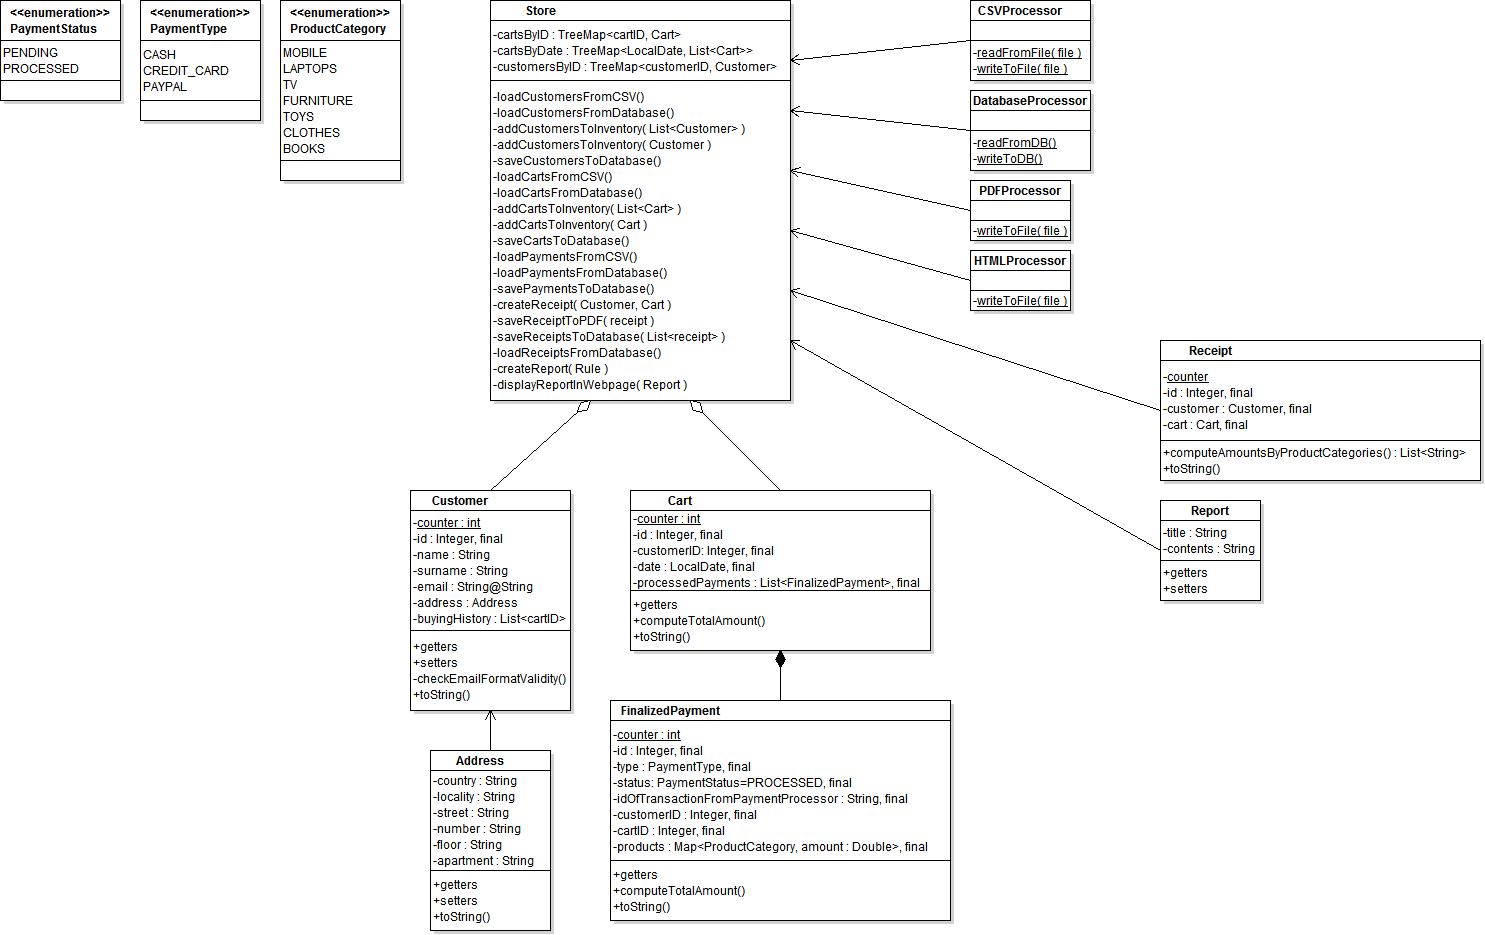 <<enumeration>>
PaymentStatus
PENDING
PROCESSED
<<enumeration>>
PaymentType
CASH
CREDIT_CARD
PAYPAL
<<enumeration>>
ProductCategory
MOBILE
LAPTOPS
TV
FURNITURE
TOYS
CLOTHES
BOOKS
Store
-cartsByID : TreeMap<cartID, Cart>
-cartsByDate : TreeMap<LocalDate, List<Cart>>
-customersByID : TreeMap<customerID, Customer>
-loadCustomersFromCSV()
-loadCustomersFromDatabase()
-addCustomersToInventory( List<Customer> )
-addCustomersToInventory( Customer )
-saveCustomersToDatabase()
-loadCartsFromCSV()
-loadCartsFromDatabase()
-addCartsToInventory( List<Cart> )
-addCartsToInventory( Cart )
-saveCartsToDatabase()
-loadPaymentsFromCSV()
-loadPaymentsFromDatabase()
-savePaymentsToDatabase()
-createReceipt( Customer, Cart )
-saveReceiptToPDF( receipt )
-saveReceiptsToDatabase( List<receipt> )
-loadReceiptsFromDatabase()
-createReport( Rule )
-displayReportInWebpage( Report )
CSVProcessor
-readFromFile( file )
-writeToFile( file )
DatabaseProcessor
-readFromDB()
-writeToDB()
PDFProcessor
-writeToFile( file )
HTMLProcessor
-writeToFile( file )
Receipt
-counter
-id : Integer, final
-customer : Customer, final
-cart : Cart, final
+computeAmountsByProductCategories() : List<String>
+toString()
Report
-title : String
-contents : String
+getters
+setters
Customer
-counter : int
-id : Integer, final
-name : String
-surname : String
-email : String@String
-address : Address
-buyingHistory : List<cartID>
+getters
+setters
-checkEmailFormatValidity()
+toString()
Cart
-counter : int
-id : Integer, final
-customerID: Integer, final
-date : LocalDate, final
-processedPayments : List<FinalizedPayment>, final
+getters
+computeTotalAmount()
+toString()
Address
-country : String
-locality : String
-street : String
-number : String
-floor : String
-apartment : String
+getters
+setters
+toString()
FinalizedPayment
-counter : int
-id : Integer, final
-type : PaymentType, final
-status: PaymentStatus=PROCESSED, final
-idOfTransactionFromPaymentProcessor : String, final
-customerID : Integer, final
-cartID : Integer, final
-products : Map<ProductCategory, amount : Double>, final
+getters
+computeTotalAmount()
+toString()